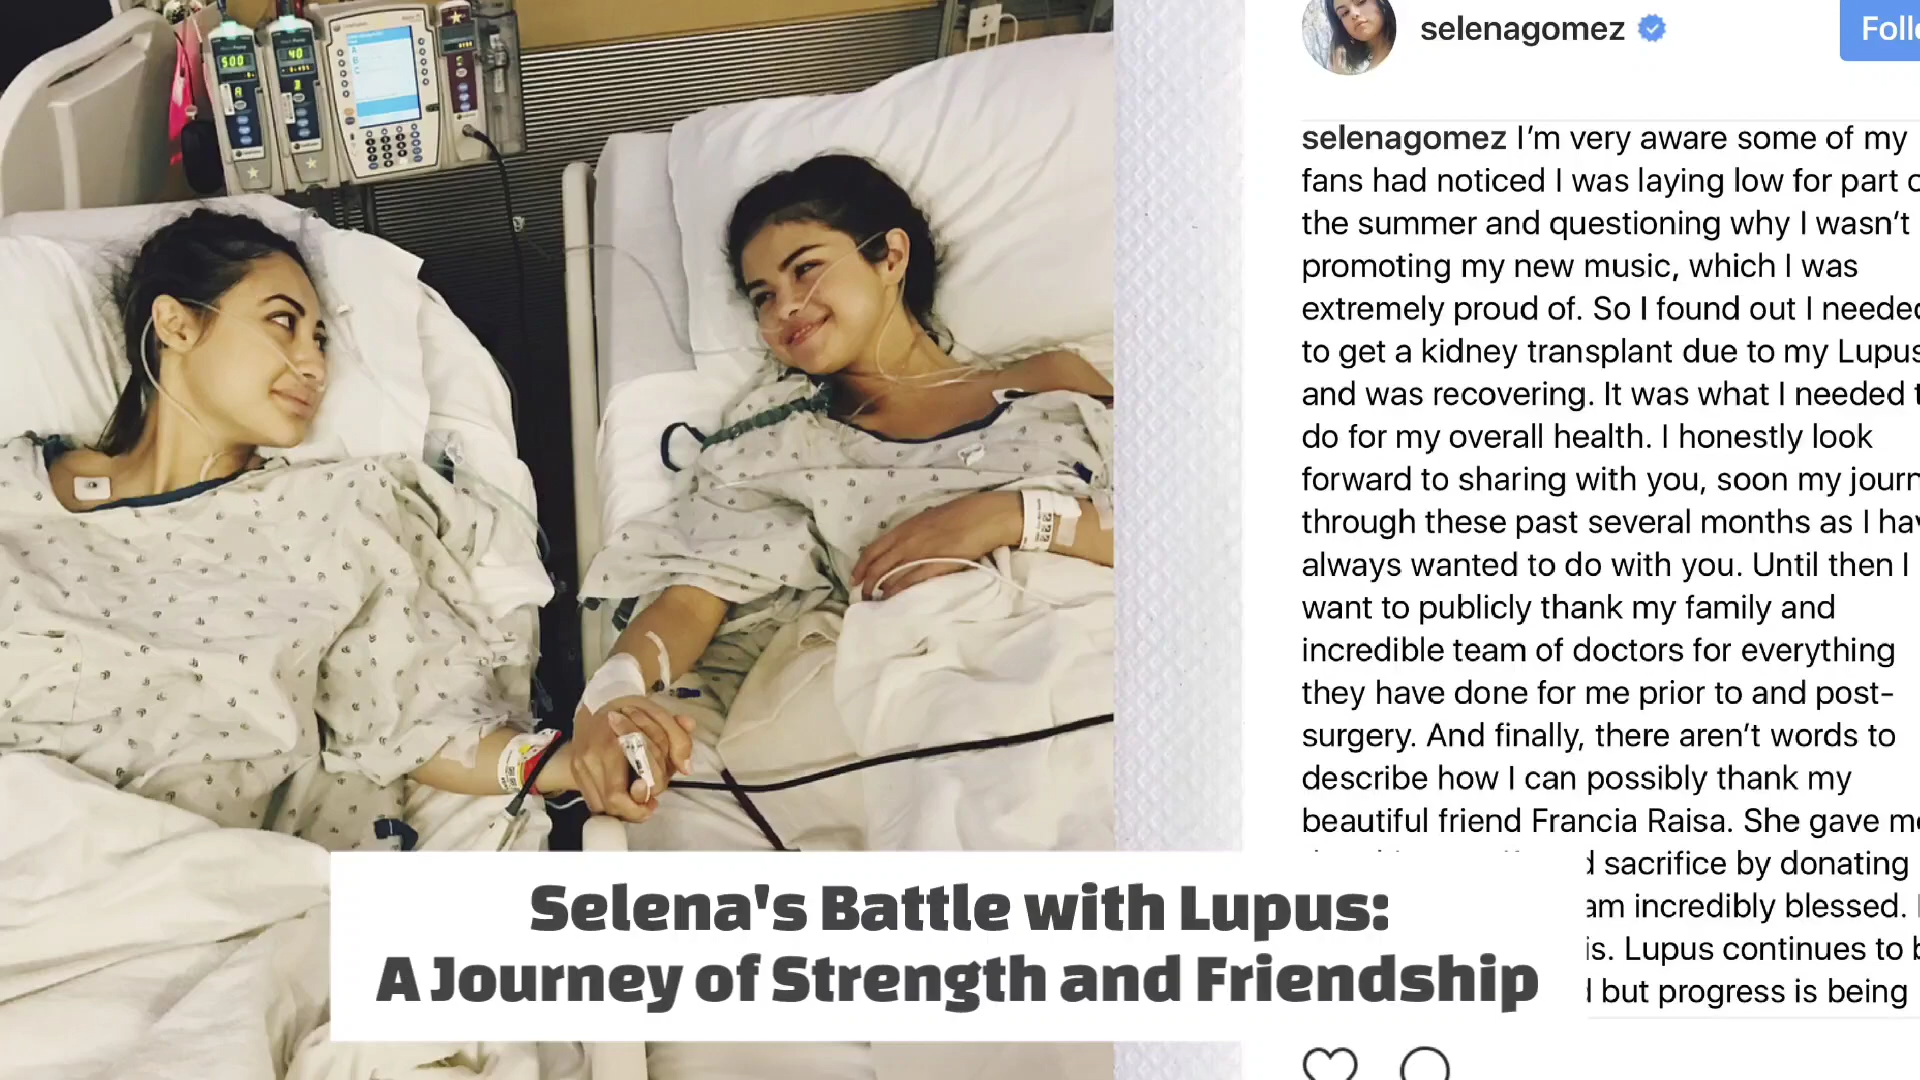 500
40
selenagomez
selenagomez I'm very aware some of my
fans had noticed I was laying low for part
the summer and questioning why I wasn't
promoting my new music, which I was
extremely proud of. So I found out I
to get a kidney transplant due to my Lupus
and was recovering. It was what I needed
do for my overall health. I honestly look
forward to sharing with you, soon my
through these past several months as I
always wanted to do with you. Until then I
want to publicly thank my family and
incredible team of doctors for everything
they have done for me prior to and post-
surgery. And finally, there aren't words to
describe how I can possibly thank my
beautiful friend Francia Raisa. She gave
sacrifice by donating
am incredibly blessed.
Lupus continues to
but progress is being
Selena's Battle with Lupus:
A Journey of Strength and Friendship